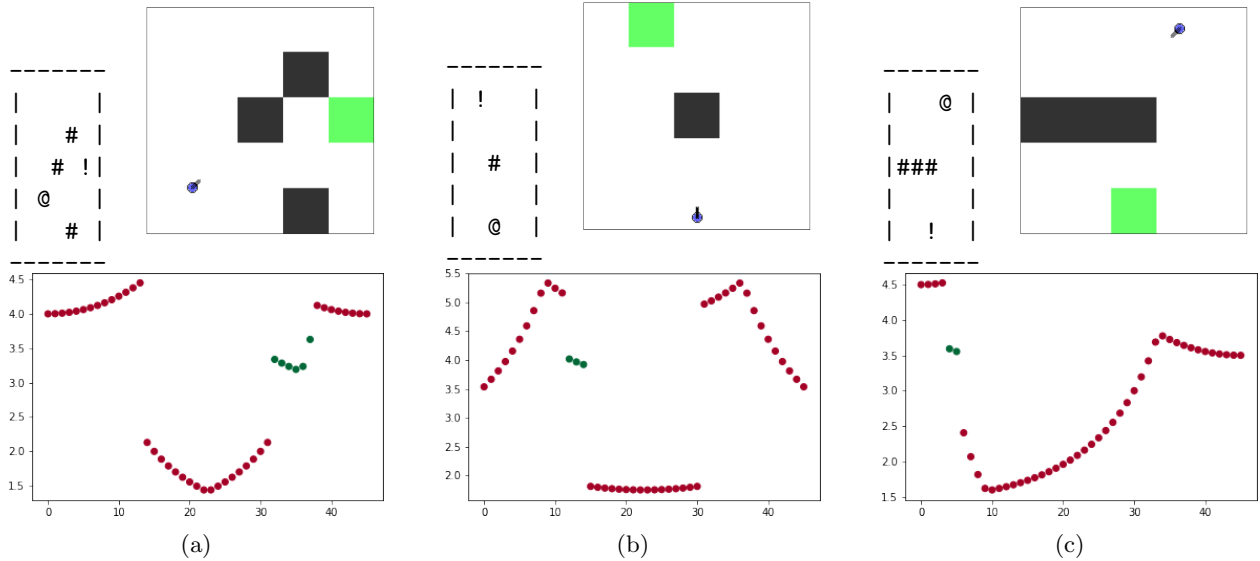 -------
| |
| # |
| # !|
| @ |
| # |
-------
4.5
4.0
3.5
3.0
2.5
2.0
1.5
0 10 20 30 40
(a)
-------
| ! |
| |
| # |
| |
| @ |
-------
5.5
5.0
4.5
4.0
3.5
3.0
2.5
2.0
0 10 20 30 40
(b)
-------
| @ |
| |
|### |
| |
| ! |
-------
4.5
4.0
3.5
3.0
2.5
2.0
1.5
0 10 20 30 40
(c)